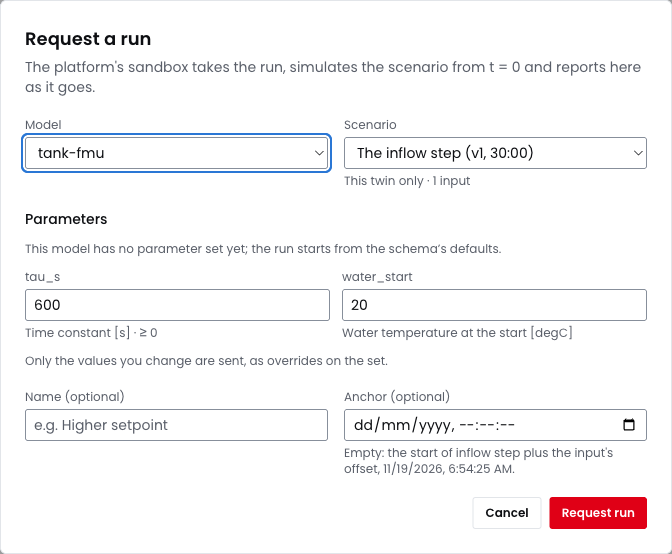 Request a run
The platform's sandbox takes the run, simulates the scenario from t = 0 and reports here
as it goes.
Model
Scenario
tank-fmu
The inflow step (v1, 30:00)
This twin only · 1 input
Parameters
This model has no parameter set yet; the run starts from the schema’s defaults.
tau_s
water_start
600
20
Time constant [s] · ≥ 0
Water temperature at the start [degC]
Only the values you change are sent, as overrides on the set.
Name (optional)
Anchor (optional)
e.g. Higher setpoint
dd/mm/yyyy, --:--:--
Empty: the start of inflow step plus the input's
offset, 11/19/2026, 6:54:25 AM.
Cancel
Request run